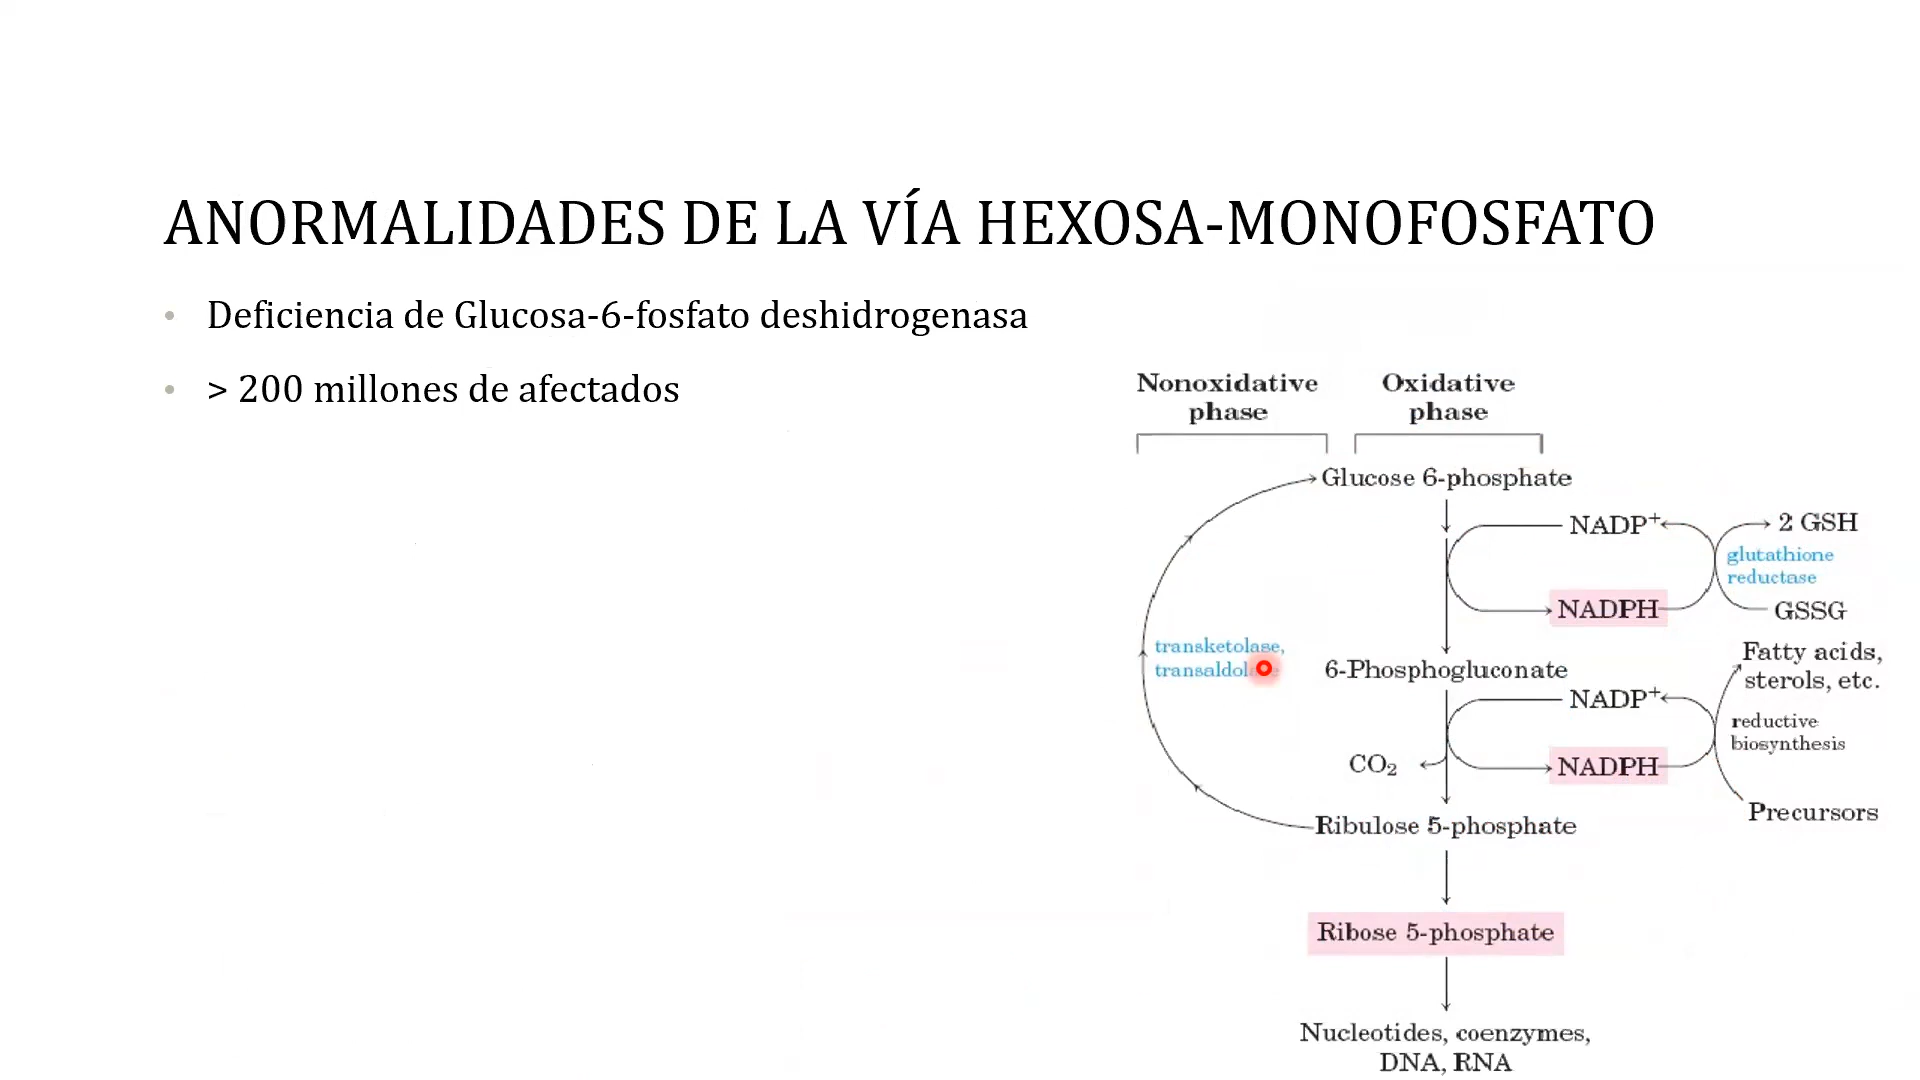 ANORMALIDADES DE LA VÍA HEXOSA-MONOFOSFATO
• Deficiencia de Glucosa-6-fosfato deshidrogenasa
• > 200 millones de afectados
Nonoxidative
phase
Oxidative
phase
Glucose 6-phosphate
NADP+
2 GSH
glutathione
reductase
NADPH
GSSG
transketolase,
6-Phosphogluconate
Fatty acids,
sterols, etc.
NADP+
reductive
biosynthesis
CO2
NADPH
Precursors
Ribulose 5-phosphate
Ribose 5-phosphate
Nucleotides, coenzymes,
DNA, RNA